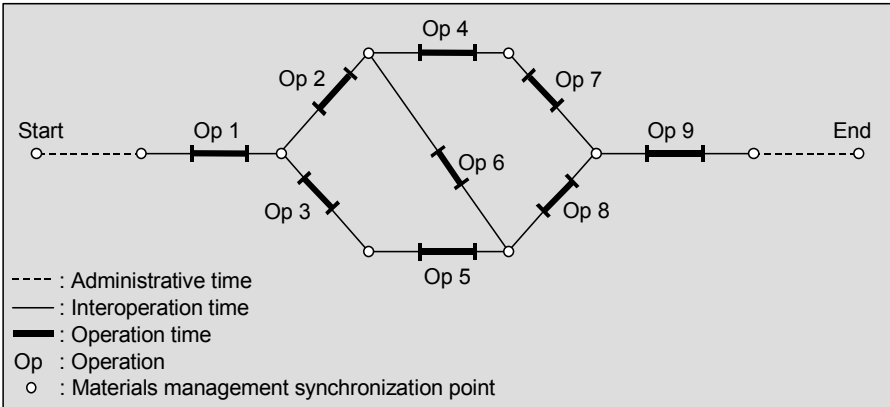 Op 4
Op 2
Op 7
Start
Op 1
Op 9
End
Op 6
Op 3
Op 8
Op 5
: Administrative time
: Interoperation time
: Operation time
Op : Operation
: Materials management synchronization point